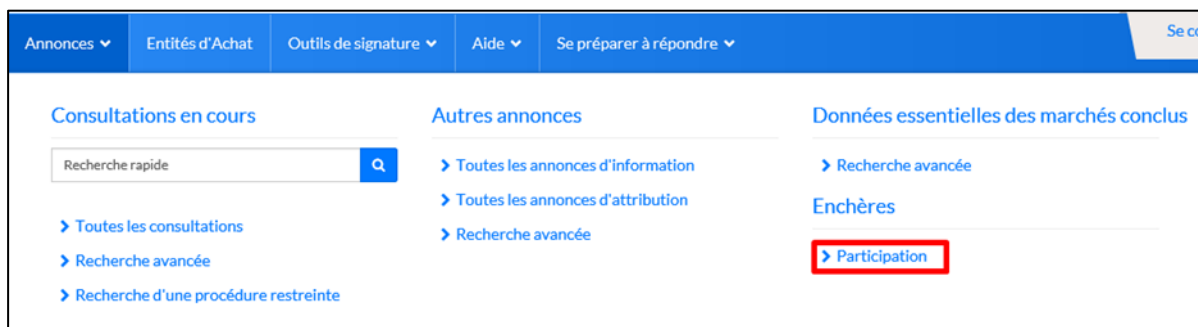 Annonces
Entités d'Achat
Outils de signature
Aide
Se préparer à répondre
Consultations en cours
Recherche rapide
Toutes les consultations
Recherche avancée
Recherche d'une procédure restreinte
Autres annonces
Toutes les annonces d'information
Toutes les annonces d'attribution
Recherche avancée
Données essentielles des marchés conclus
Recherche avancée
Enchères
Participation